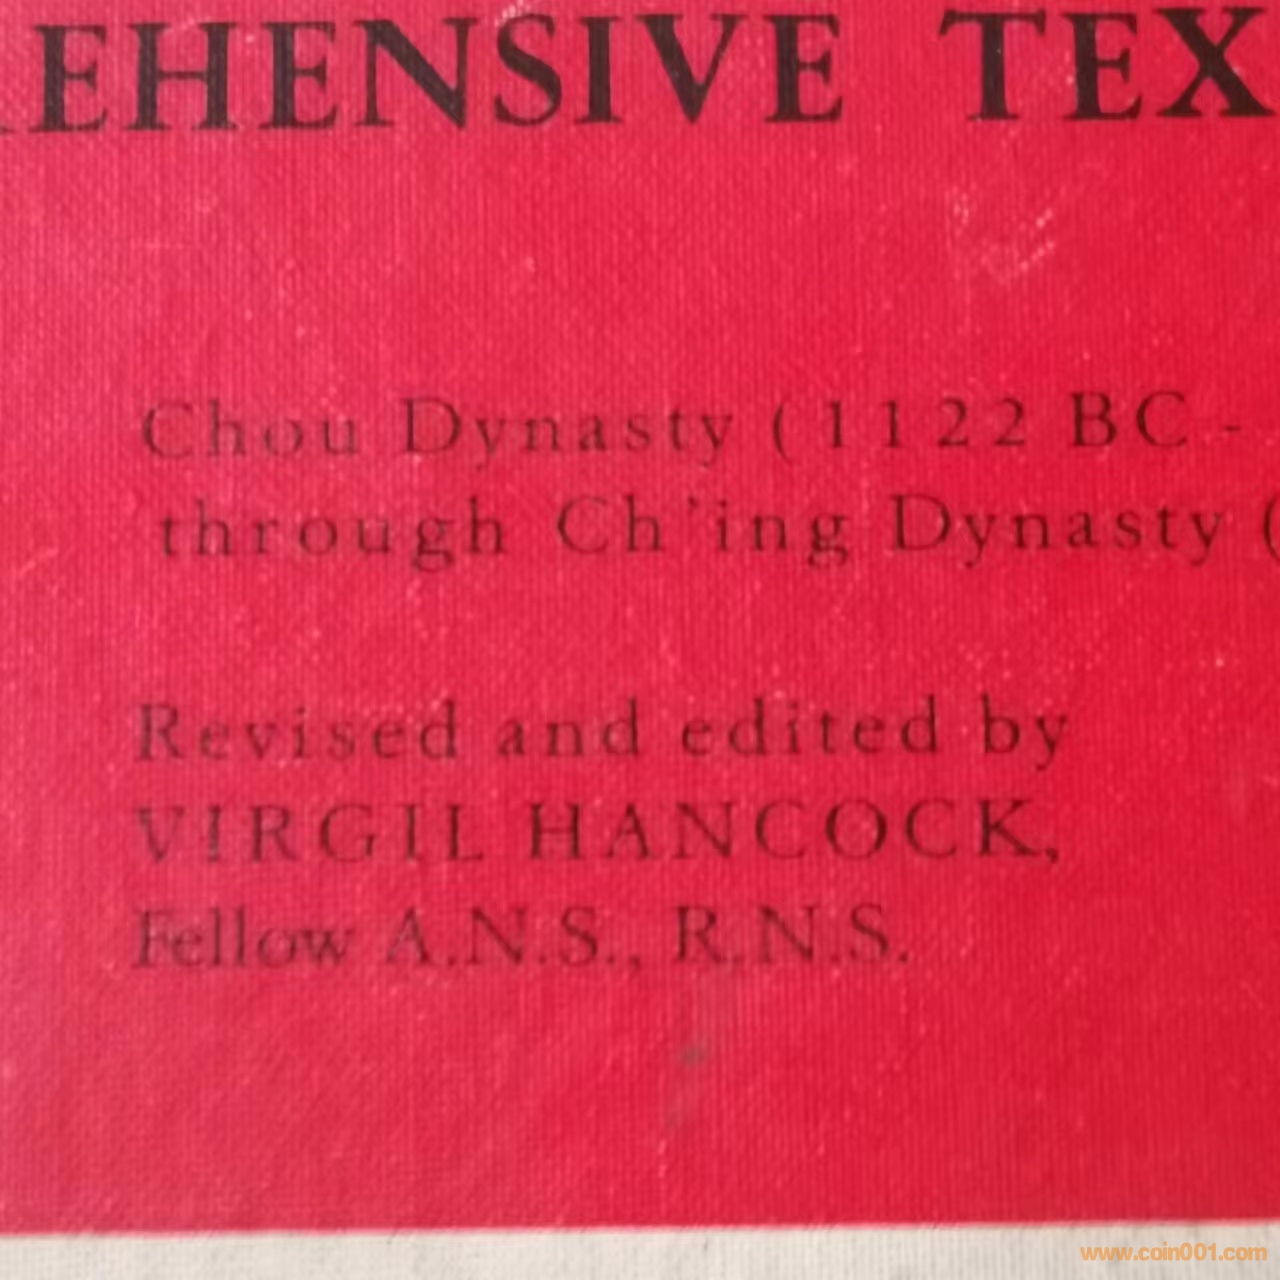 REHENSIVE TEX
Chou Dynasty (1122 BC -
through Ch'ing Dynasty (
Revised and edited by
VIRGIL HANCOCK,
Fellow A.N.S., R.N.S.
www.coin001.com